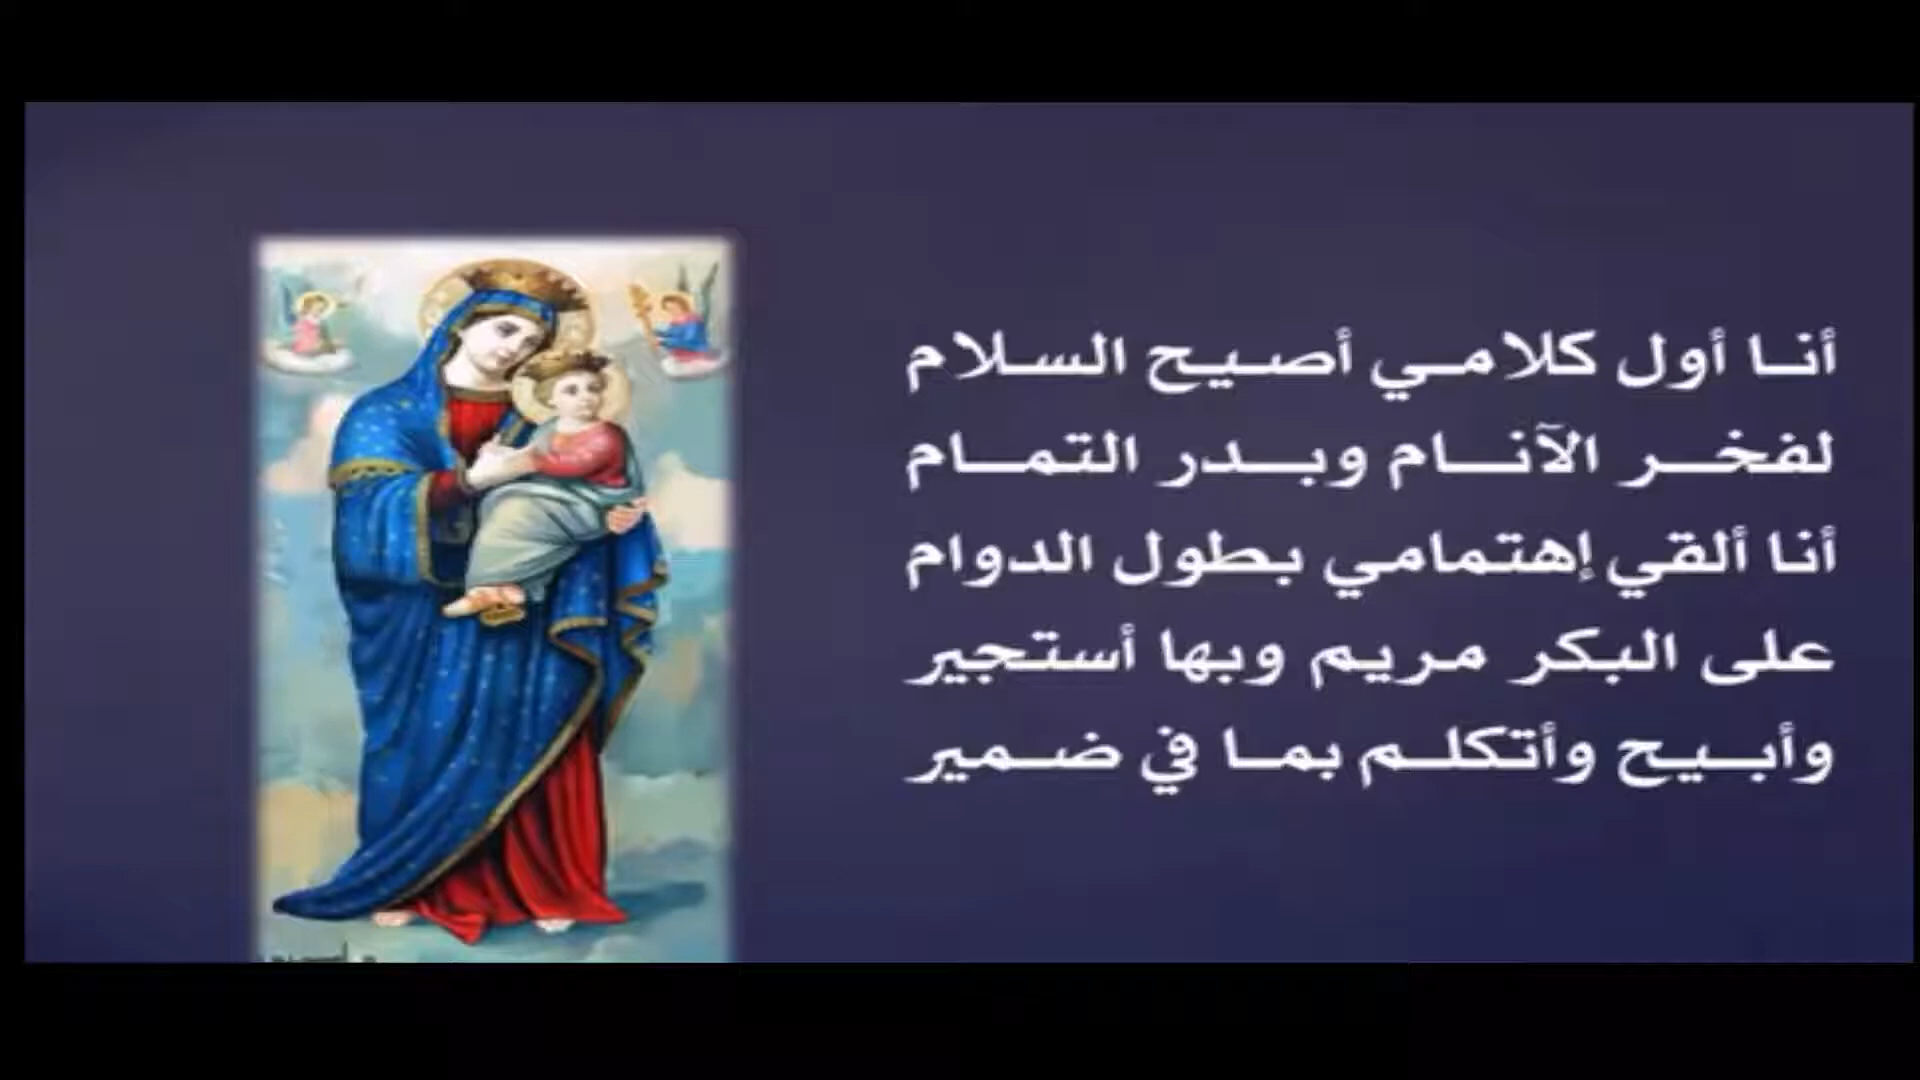 أنا أول كلامي أصيح السلام
لفخر الآنام وبدر التمام
أنا ألقي إهتمامي بطول الدوام
على البكر مريم وبها أستجير
وأبيح وأتكلم بما في ضمير